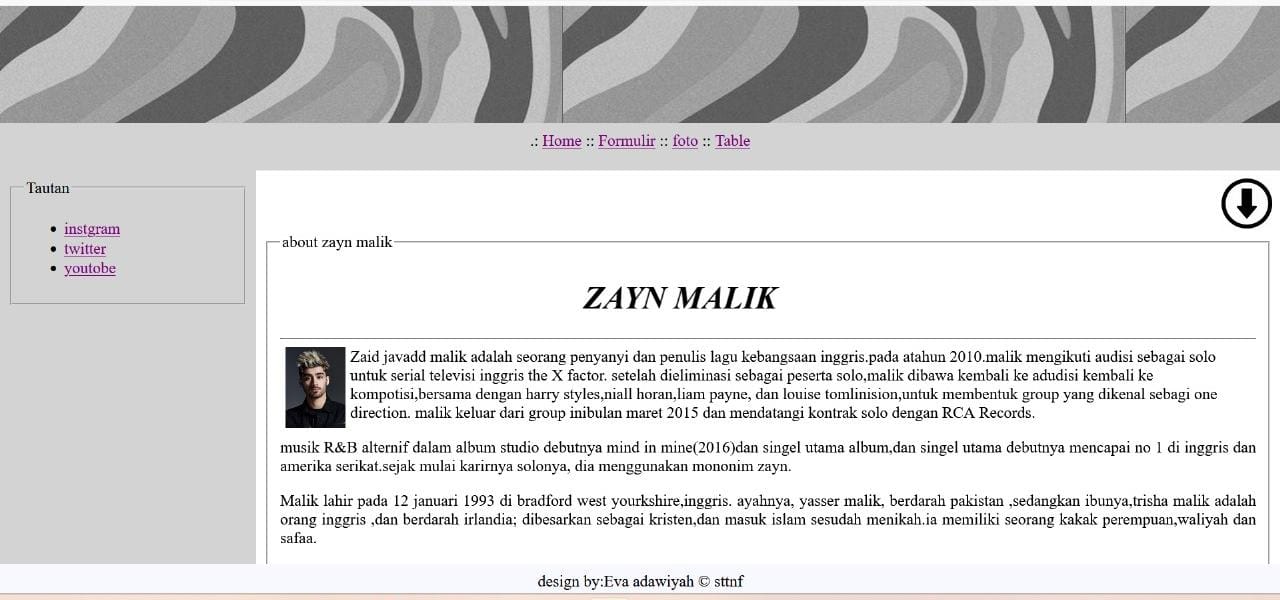 .: Home :: Formulir :: foto :: Table
Tautan
instgram
twitter
youtobe
about zayn malik
ZAYN MALIK
Zaid javadd malik adalah seorang penyanyi dan penulis lagu kebangsaan inggris.pada atahun 2010.malik mengikuti audisi sebagai solo
untuk serial televisi inggris the X factor. setelah dieliminasi sebagai peserta solo,malik dibawa kembali ke adudisi kembali ke
kompotisi,bersama dengan harry styles,niall horan,liam payne, dan louise tomlinision,untuk membentuk group yang dikenal sebagi one
direction. malik keluar dari group inibulan maret 2015 dan mendatangi kontrak solo dengan RCA Records.
musik R&B alternif dalam album studio debutnya mind in mine(2016)dan singel utama album,dan singel utama debutnya mencapai no 1 di inggris dan
amerika serikat.sejak mulai karirnya solonya, dia menggunakan mononim zayn.
Malik lahir pada 12 januari 1993 di bradford west yourkshire,inggris. ayahnya, yasser malik, berdarah pakistan ,sedangkan ibunya,trisha malik adalah
orang inggris ,dan berdarah irlandia; dibesarkan sebagai kristen,dan masuk islam sesudah menikah.ia memiliki seorang kakak perempuan,waliyah dan
safaa.
design by:Eva adawiyah © sttnf